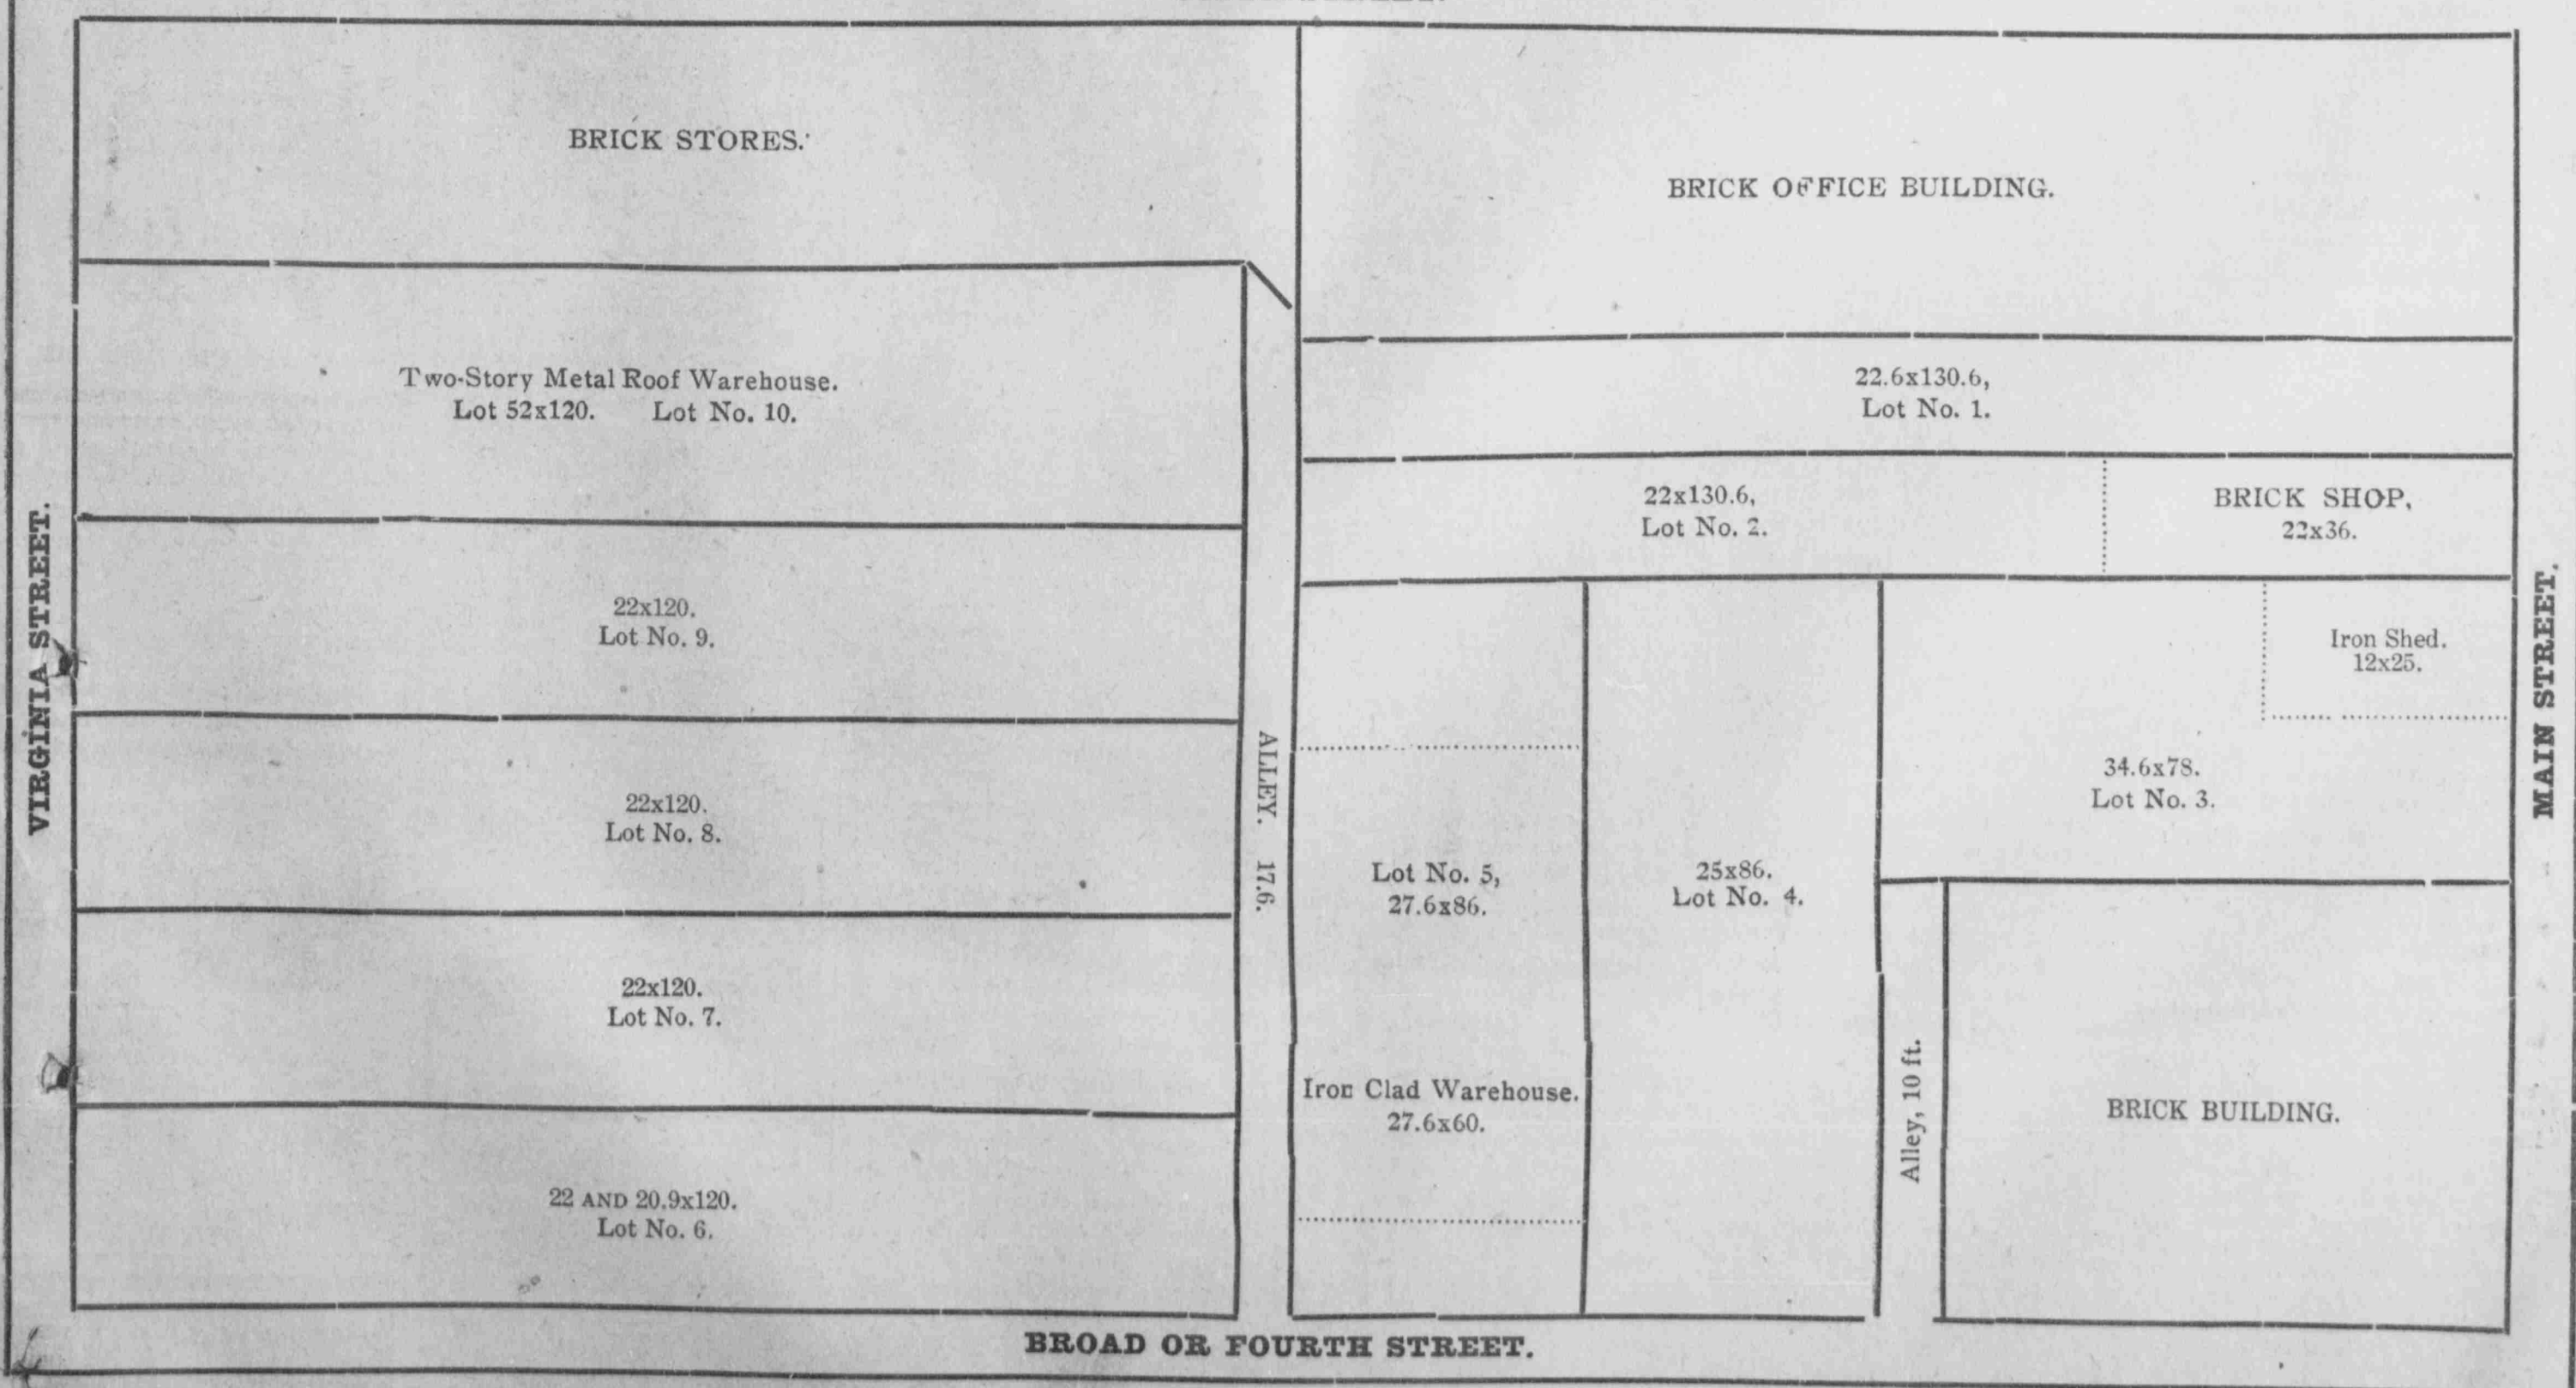 BRICK STORES.
BRICK OFFICE BUILDING.
Two-Story Metal Roof Warehouse.
Lot 52x120. Lot No. 10.
22.6x130.6,
Lot No. 1.
22x130.6,
Lot No. 2.
BRICK SHOP,
22x36.
VIRGINIA STREET.
22x120.
Lot No. 9.
Iron Shed.
12x25.
MAIN STREET.
22x120.
Lot No. 8.
ALLEY. 17.6.
34.6x78.
Lot No. 3.
Lot No. 5,
27.6x86.
25x86.
Lot No. 4.
22x120.
Lot No. 7.
Iron Clad Warehouse.
27.6x60.
Alley, 10 ft.
BRICK BUILDING.
22 AND 20.9x120.
Lot No. 6.
BROAD OR FOURTH STREET.